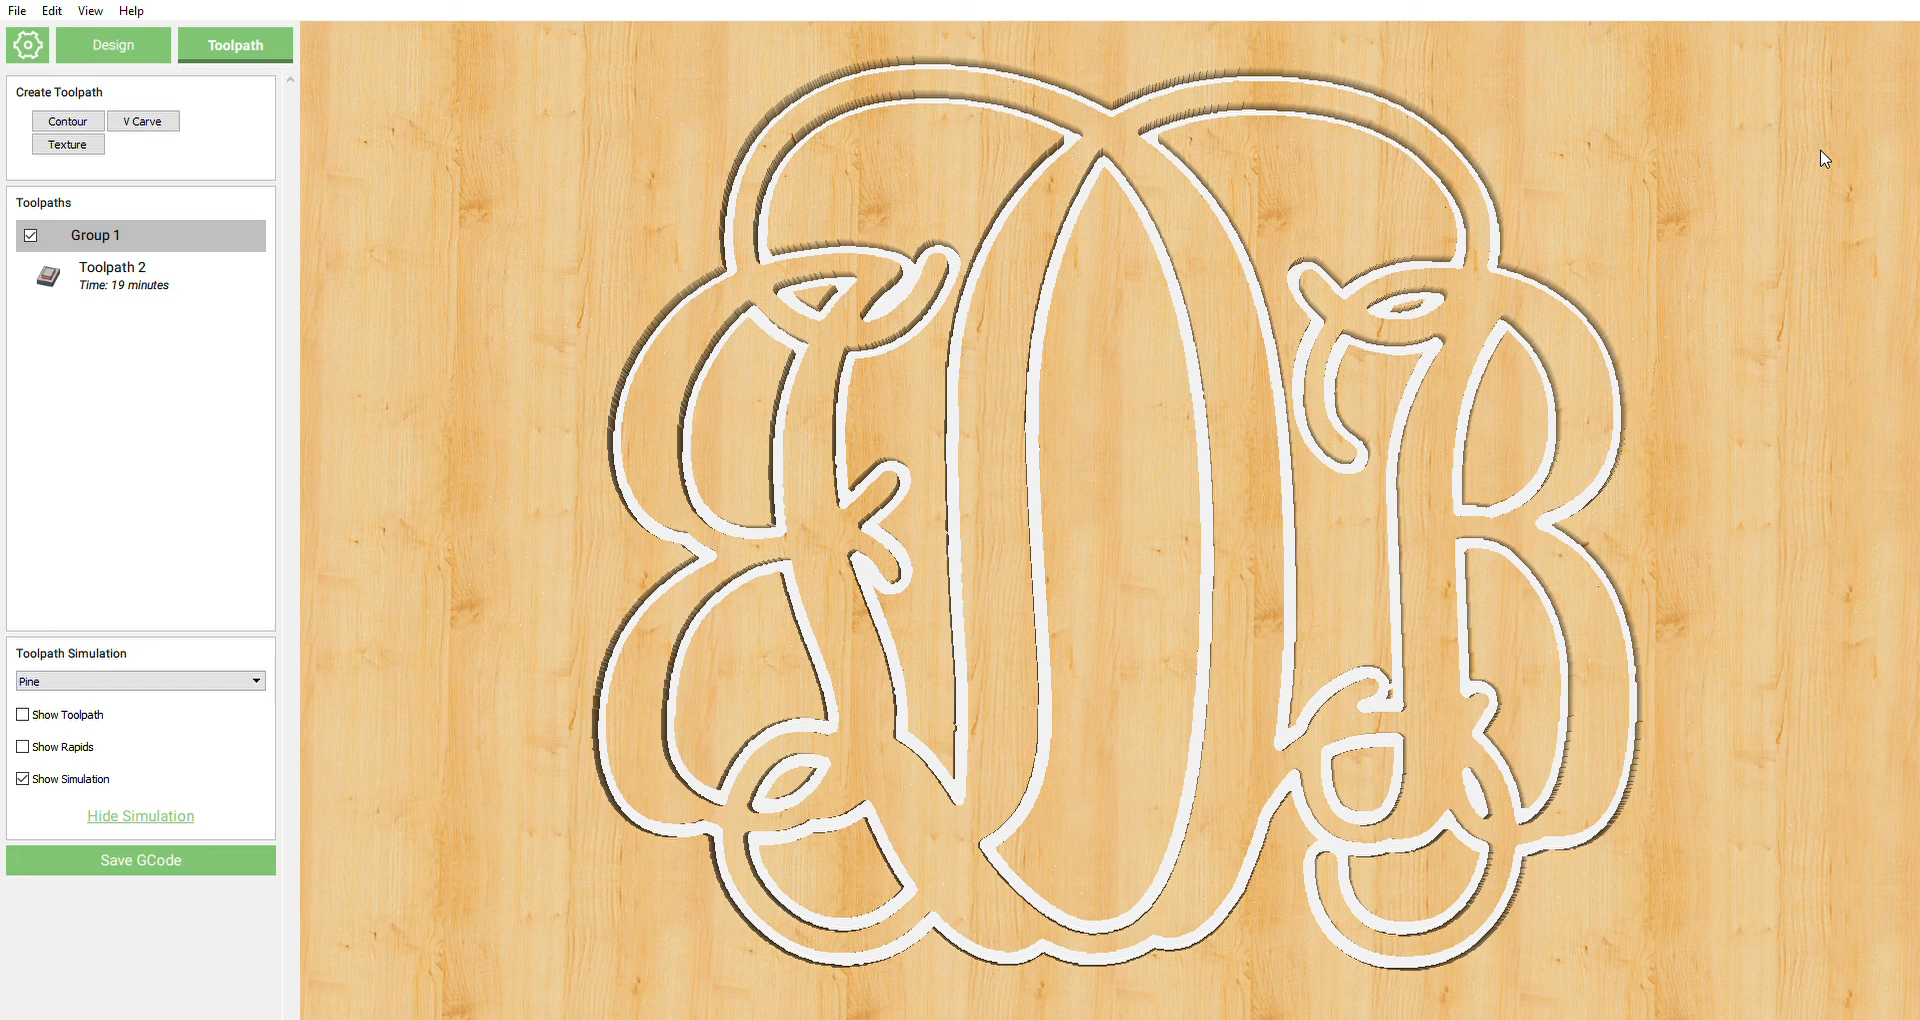 File Edit View Help
Design Toolpath
Create Toolpath
Contour V Carve
Texture
Toolpaths
Group 1
Toolpath 2
Time: 19 minutes
Toolpath Simulation
Pine
Show Toolpath
Show Rapids
Show Simulation
Hide Simulation
Save GCode